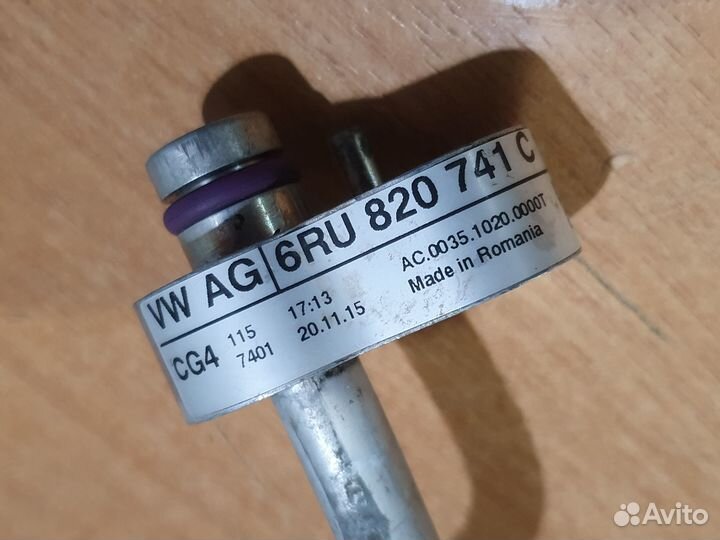 VW AG 6RU 820 741 C
CG4 115 17:13 AC.0035.1020.0000T
7401 20.11.15 Made in Romania
Avito